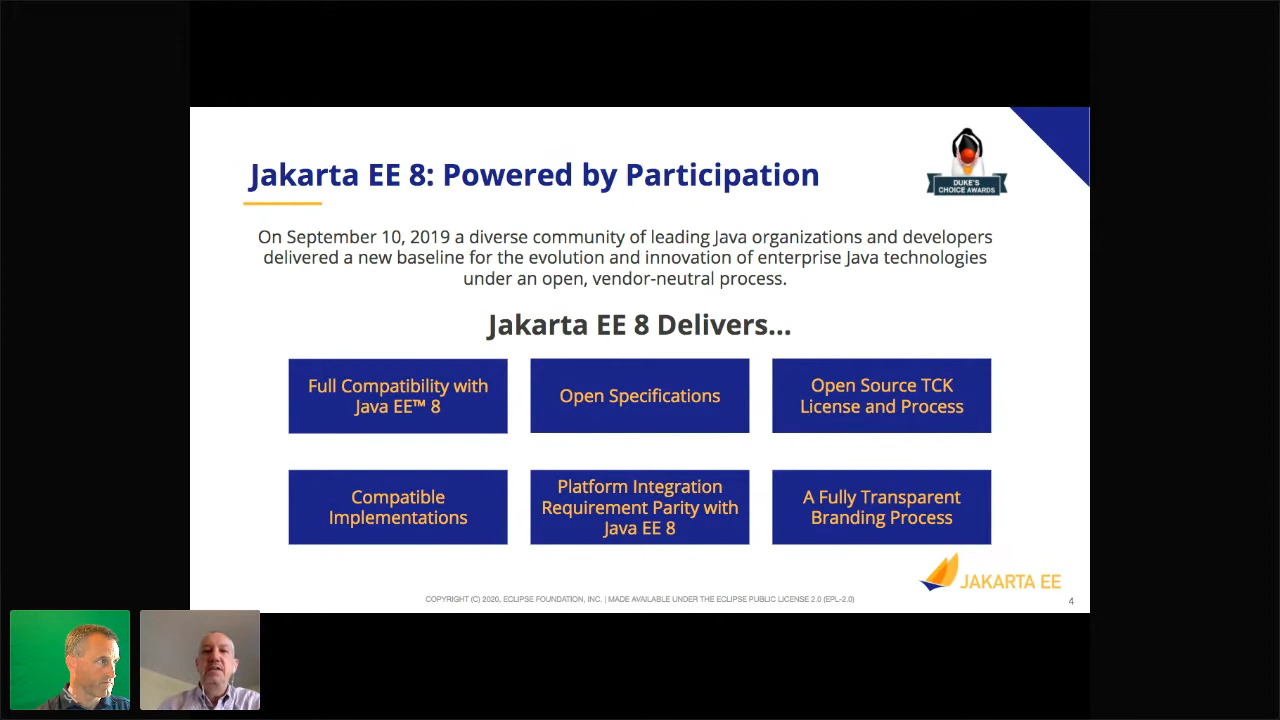 Jakarta EE 8: Powered by Participation
DUKE'S
CHOICE AWARDS
On September 10, 2019 a diverse community of leading Java organizations and developers
delivered a new baseline for the evolution and innovation of enterprise Java technologies
under an open, vendor-neutral process.
Jakarta EE 8 Delivers...
Full Compatibility with
Java EE™ 8
Open Specifications
Open Source TCK
License and Process
Compatible
Implementations
Platform Integration
Requirement Parity with
Java EE 8
A Fully Transparent
Branding Process
JAKARTA EE
COPYRIGHT (C) 2020, ECLIPSE FOUNDATION, INC. | MADE AVAILABLE UNDER THE ECLIPSE PUBLIC LICENSE 2.0 (EPL-2.0)
4